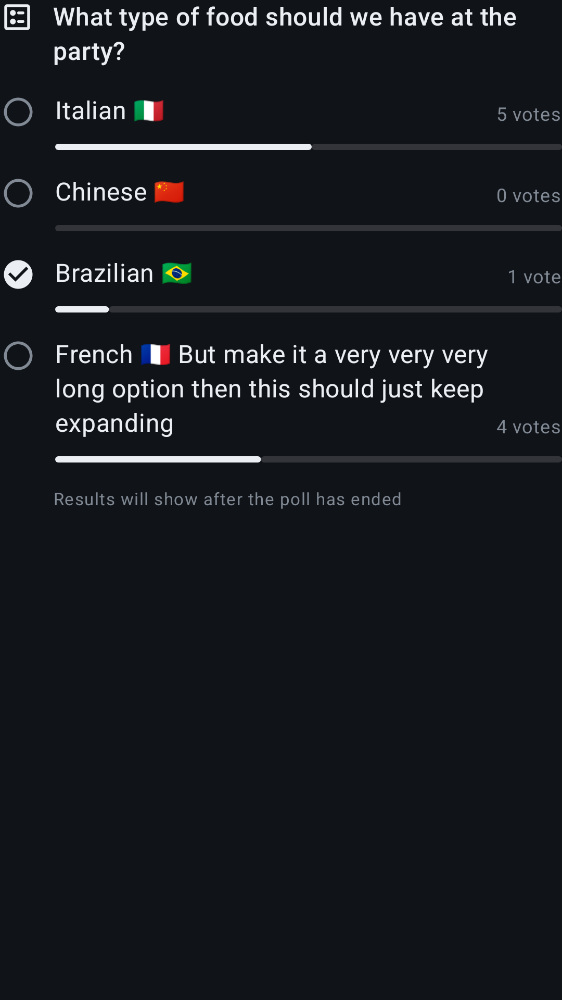 What type of food should we have at the
party?
Italian 🇮🇹 5 votes
Chinese 🇨🇳 0 votes
Brazilian 🇧🇷 1 vote
French 🇫🇷 But make it a very very very
long option then this should just keep
expanding 4 votes
Results will show after the poll has ended